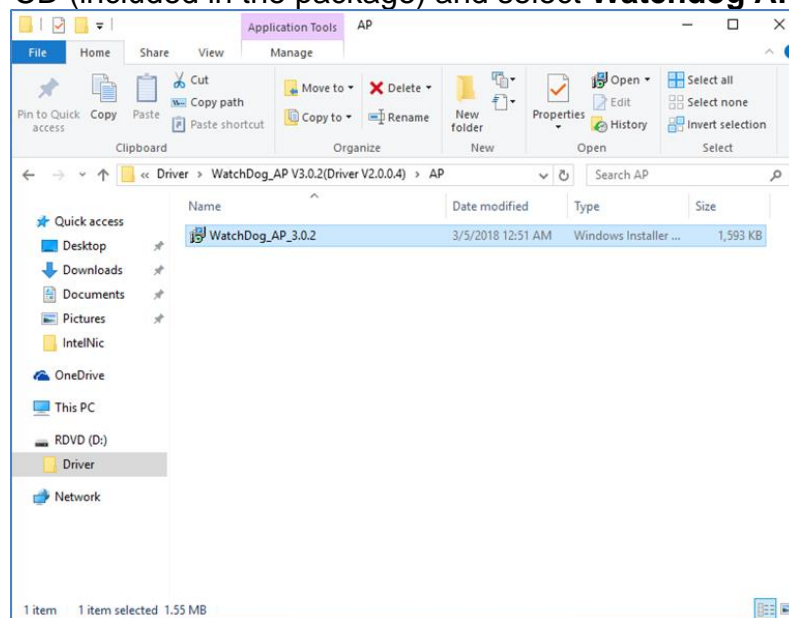 CD (included in the package) and select Watchdog
Application Tools AP
File Home Share View Manage
Pin to Quick access
Copy
Paste
Cut
Copy path
Paste shortcut
Clipboard
Move to
Copy to
Delete
Rename
Organize
New folder
New
Properties
Open
Edit
History
Open
Select all
Select none
Invert selection
Select
« Driver > WatchDog_AP V3.0.2(Driver V2.0.0.4) > AP
Search AP
Name Date modified Type Size
WatchDog_AP_3.0.2 3/5/2018 12:51 AM Windows Installer ... 1,593 KB
Quick access
Desktop
Downloads
Documents
Pictures
IntelNic
OneDrive
This PC
RDVD (D:)
Driver
Network
1 item 1 item selected 1.55 MB